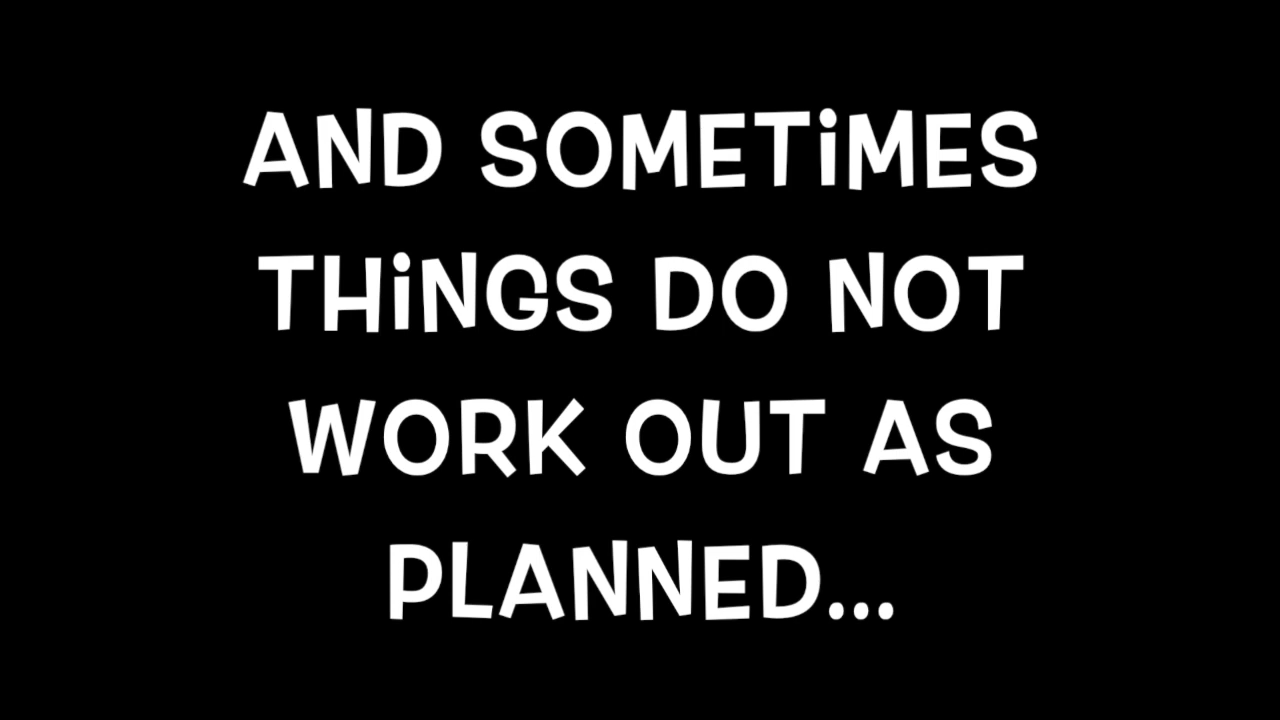 AND SOMETiMES
THiNGS DO NOT
WORK OUT AS
PLANNED...